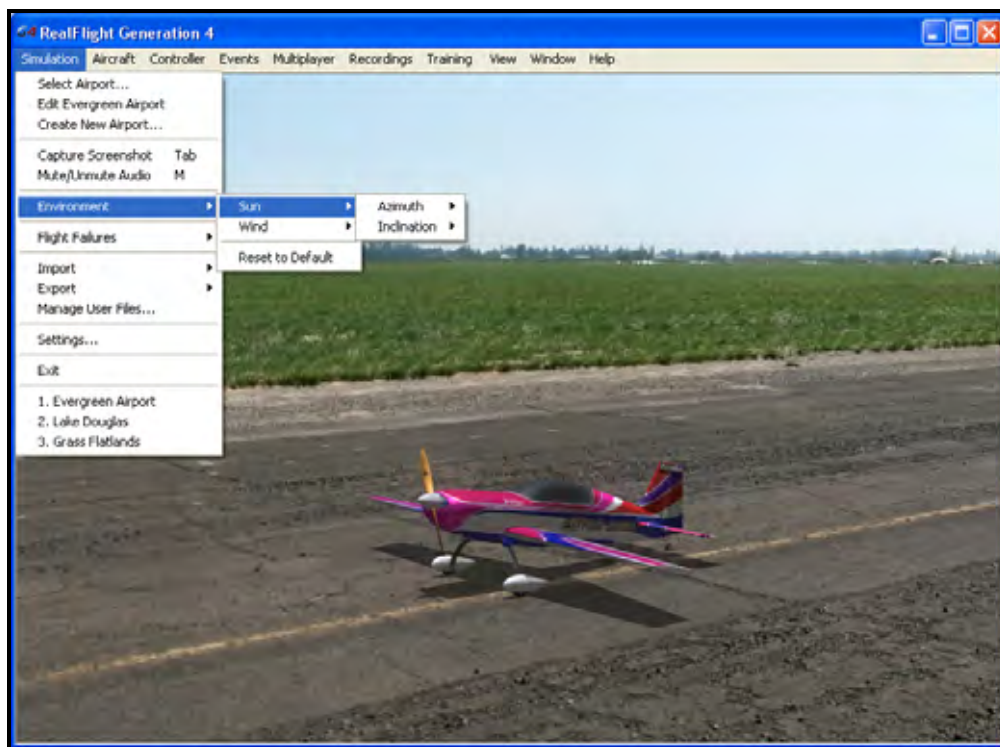 G4 RealFlight Generation 4
Simulation Aircraft Controller Events Multiplayer Recordings Training View Window Help
Select Airport...
Edit Evergreen Airport
Create New Airport...
Capture Screenshot Tab
Mute/Unmute Audio M
Environment Sun Azimuth
Wind Inclination
Flight Failures
Reset to Default
Import
Export
Manage User Files...
Settings...
Exit
1. Evergreen Airport
2. Lake Douglas
3. Grass Flatlands